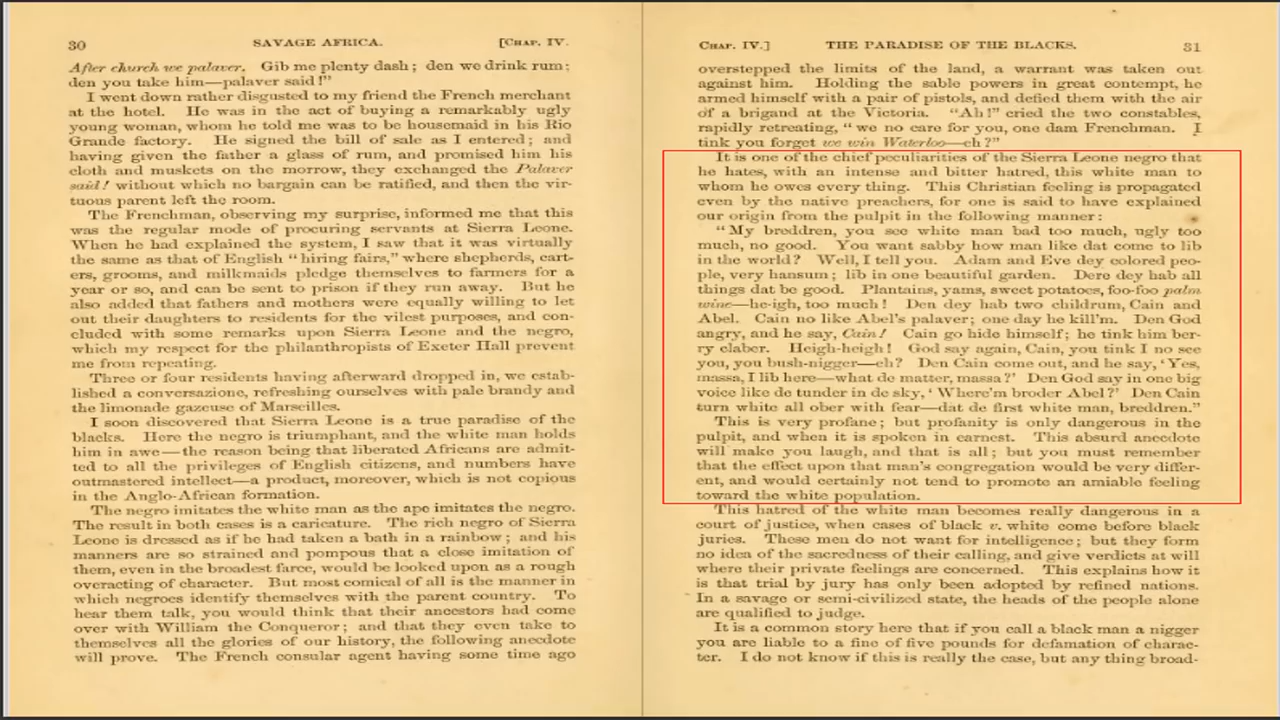 30 SAVAGE AFRICA. [CHAP. IV.
After church we palaver. Gib me plenty dash; den we drink rum;
den you take him—palaver said!”
I went down rather disgusted to my friend the French merchant
at the hotel. He was in the act of buying a remarkably ugly
young woman, whom he told me was to be housemaid in his Rio
Grande factory. He signed the bill of sale as I entered; and
having given the father a glass of rum, and promised him his
cloth and muskets on the morrow, they exchanged the Palaver
said! without which no bargain can be ratified, and then the vir-
tuous parent left the room.
The Frenchman, observing my surprise, informed me that this
was the regular mode of procuring servants at Sierra Leone.
When he had explained the system, I saw that it was virtually
the same as that of English “hiring fairs,” where shepherds, cart-
ers, grooms, and milkmaids pledge themselves to farmers for a
year or so, and can be sent to prison if they run away. But he
also added that fathers and mothers were equally willing to let
out their daughters to residents for the vilest purposes, and con-
cluded with some remarks upon Sierra Leone and the negro,
which my respect for the philanthropists of Exeter Hall prevent
me from repeating.
Three or four residents having afterward dropped in, we estab-
lished a conversazione, refreshing ourselves with pale brandy and
the limonade gazeuse of Marseilles.
I soon discovered that Sierra Leone is a true paradise of the
blacks. Here the negro is triumphant, and the white man holds
him in awe—the reason being that liberated Africans are admit-
ted to all the privileges of English citizens, and numbers have
outmastered intellect—a product, moreover, which is not copious
in the Anglo-African formation.
The negro imitates the white man as the ape imitates the negro.
The result in both cases is a caricature. The rich negro of Sierra
Leone is dressed as if he had taken a bath in a rainbow; and his
manners are so strained and pompous that a close imitation of
them, even in the broadest farce, would be looked upon as a rough
overacting of character. But most comical of all is the manner in
which negroes identify themselves with the parent country. To
hear them talk, you would think that their ancestors had come
over with William the Conqueror; and that they even take to
themselves all the glories of our history, the following anecdote
will prove. The French consular agent having some time ago
CHAP. IV.] THE PARADISE OF THE BLACKS. 31
overstepped the limits of the land, a warrant was taken out
against him. Holding the sable powers in great contempt, he
armed himself with a pair of pistols, and defied them with the air
of a brigand at the Victoria. “Ah!” cried the two constables,
rapidly retreating, “we no care for you, one dam Frenchman. I
tink you forget we win Waterloo—eh?”
It is one of the chief peculiarities of the Sierra Leone negro that
he hates, with an intense and bitter hatred, this white man to
whom he owes every thing. This Christian feeling is propagated
even by the native preachers, for one is said to have explained
our origin from the pulpit in the following manner:
“My breddren, you see white man bad too much, ugly too
much, no good. You want sabby how man like dat come to lib
in the world? Well, I tell you. Adam and Eve dey colored peo-
ple, very hansum; lib in one beautiful garden. Dere dey hab all
things dat be good. Plantains, yams, sweet potatoes, foo-foo palm
wine—he-igh, too much! Den dey hab two childrum, Cain and
Abel. Cain no like Abel’s palaver; one day he kill’m. Den God
angry, and he say, Cain! Cain go hide himself; he tink him ber-
ry claber. Heigh-heigh! God say again, Cain, you tink I no see
you, you bush-nigger—eh? Den Cain come out, and he say, ‘Yes,
massa, I lib here—what de matter, massa?’ Den God say in one big
voice like de tunder in de sky, ‘Where’m broder Abel?’ Den Cain
turn white all ober with fear—dat de first white man, breddren.”
This is very profane; but profanity is only dangerous in the
pulpit, and when it is spoken in earnest. This absurd anecdote
will make you laugh, and that is all; but you must remember
that the effect upon that man’s congregation would be very differ-
ent, and would certainly not tend to promote an amiable feeling
toward the white population.
This hatred of the white man becomes really dangerous in a
court of justice, when cases of black v. white come before black
juries. These men do not want for intelligence; but they form
no idea of the sacredness of their calling, and give verdicts at will
where their private feelings are concerned. This explains how it
is that trial by jury has only been adopted by refined nations.
In a savage or semi-civilized state, the heads of the people alone
are qualified to judge.
It is a common story here that if you call a black man a nigger
you are liable to a fine of five pounds for defamation of charac-
ter. I do not know if this is really the case, but any thing broad-